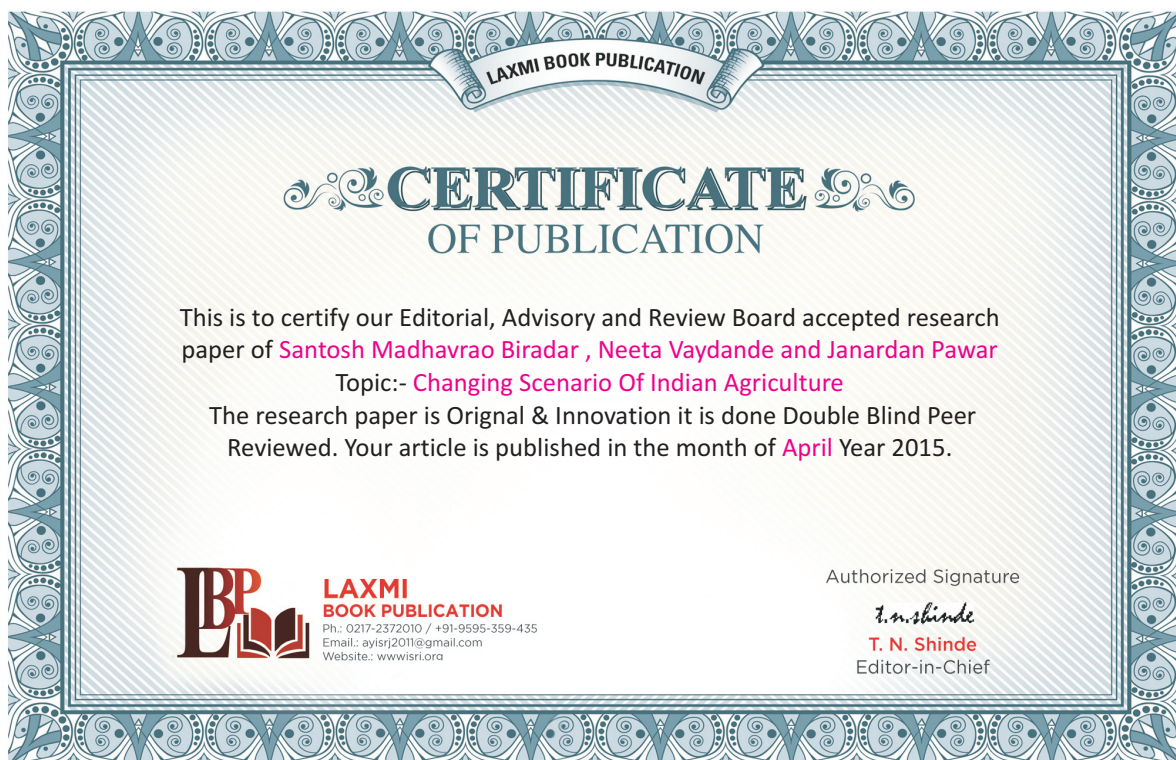 LAXMI BOOK PUBLICATION
CERTIFICATE
OF PUBLICATION
This is to certify our Editorial, Advisory and Review Board accepted research
paper of Santosh Madhavrao Biradar , Neeta Vaydande and Janardan Pawar
Topic:- Changing Scenario Of Indian Agriculture
The research paper is Orignal & Innovation it is done Double Blind Peer
Reviewed. Your article is published in the month of April Year 2015.
LBP
LAXMI
BOOK PUBLICATION
Ph.: 0217-2372010 / +91-9595-359-435
Email.: ayisrj2011@gmail.com
Website.: wwwisri.org
Authorized Signature
t.n.shinde
T. N. Shinde
Editor-in-Chief